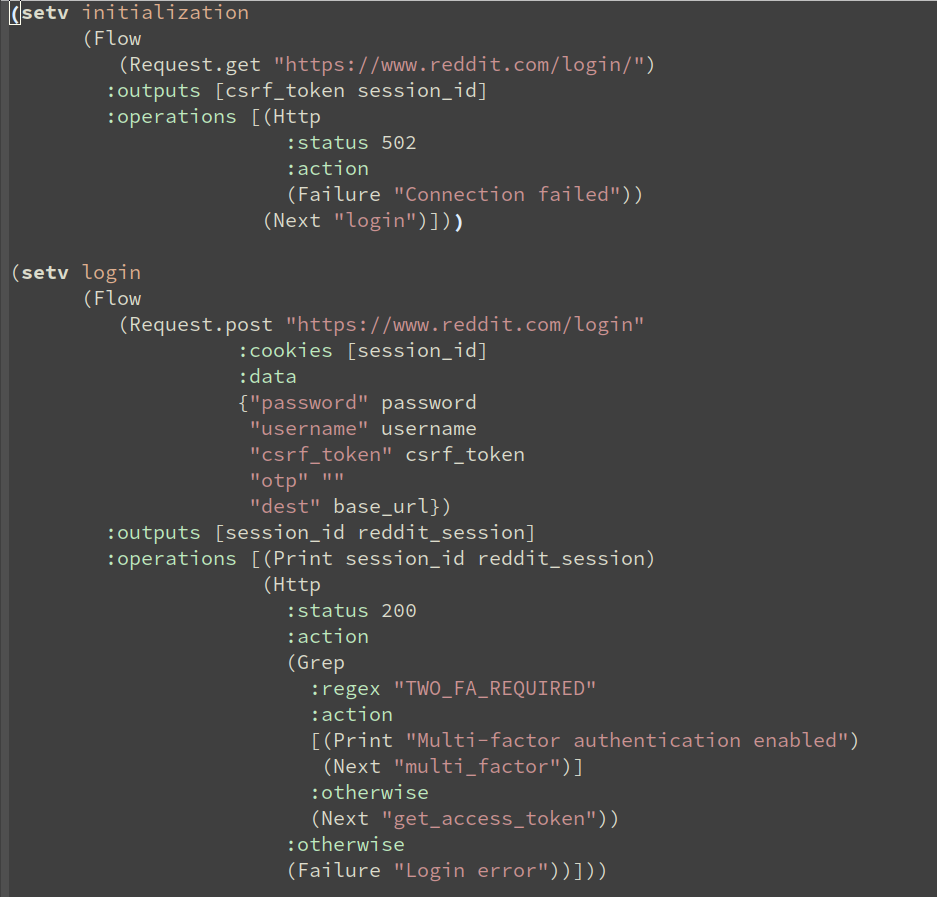 (setv initialization
      (Flow
         (Request.get "https://www.reddit.com/login/")
        :outputs [csrf_token session_id]
        :operations [(Http
                       :status 502
                       :action
                       (Failure "Connection failed"))
                     (Next "login")]))

(setv login
      (Flow
         (Request.post "https://www.reddit.com/login"
                   :cookies [session_id]
                   :data
                   {"password" password
                    "username" username
                    "csrf_token" csrf_token
                    "otp" ""
                    "dest" base_url})
        :outputs [session_id reddit_session]
        :operations [(Print session_id reddit_session)
                     (Http
                       :status 200
                       :action
                       (Grep
                         :regex "TWO_FA_REQUIRED"
                         :action
                         [(Print "Multi-factor authentication enabled")
                          (Next "multi_factor")]
                         :otherwise
                         (Next "get_access_token"))
                       :otherwise
                       (Failure "Login error"))]))